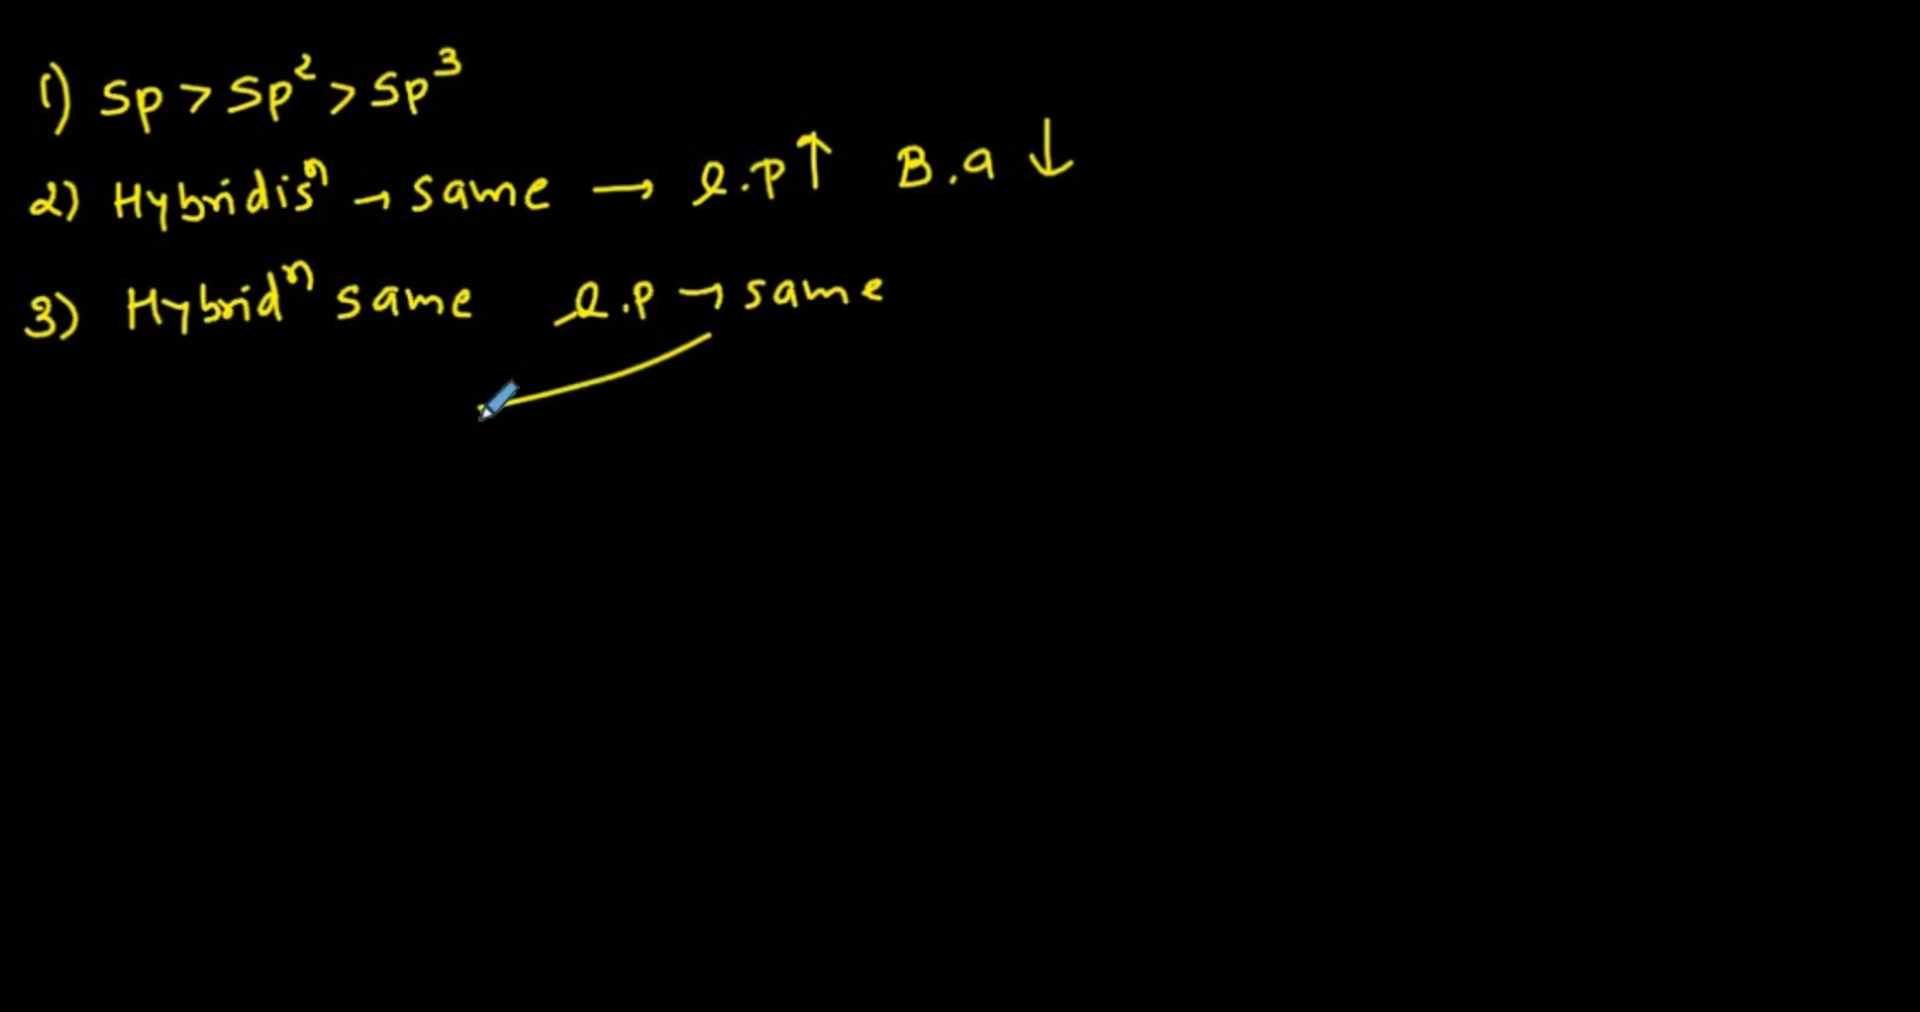 1) Sp > Sp² > Sp³
2) Hybridisⁿ → same → l.p ↑ B.a ↓
3) Hybridⁿ same l.p → same